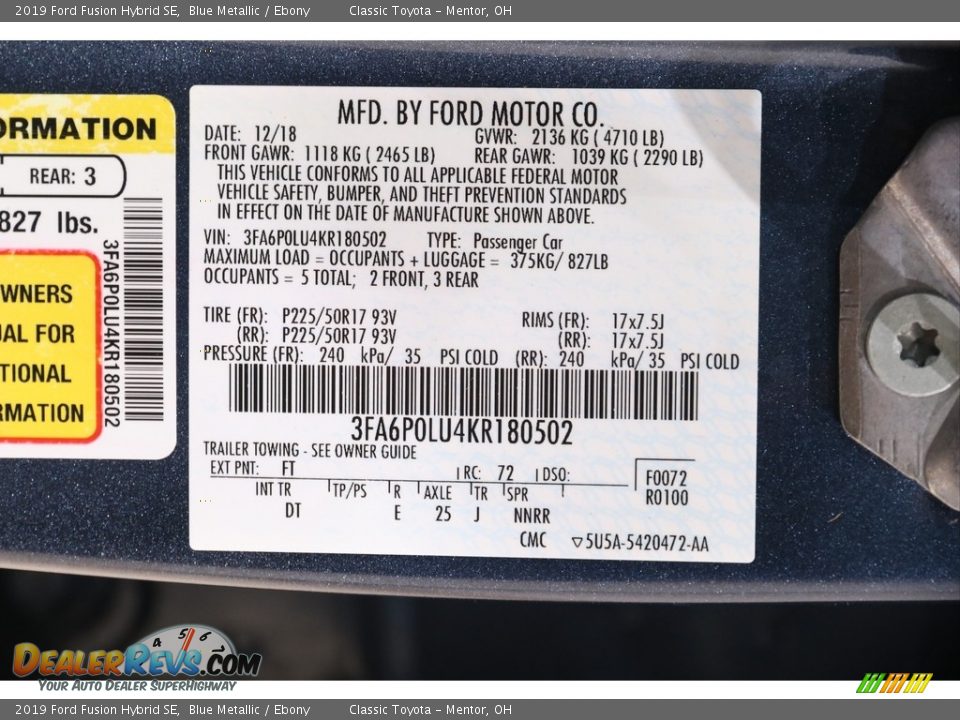 2019 Ford Fusion Hybrid SE, Blue Metallic / Ebony Classic Toyota – Mentor, OH
ORMATION
REAR: 3
827 lbs.
WNERS
UAL FOR
TIONAL
RMATION
3FA6P0LU4KR180502
MFD. BY FORD MOTOR CO.
DATE: 12/18 GVWR: 2136 KG ( 4710 LB)
FRONT GAWR: 1118 KG ( 2465 LB) REAR GAWR: 1039 KG ( 2290 LB)
THIS VEHICLE CONFORMS TO ALL APPLICABLE FEDERAL MOTOR
VEHICLE SAFETY, BUMPER, AND THEFT PREVENTION STANDARDS
IN EFFECT ON THE DATE OF MANUFACTURE SHOWN ABOVE.
VIN: 3FA6P0LU4KR180502 TYPE: Passenger Car
MAXIMUM LOAD = OCCUPANTS + LUGGAGE = 375KG/ 827LB
OCCUPANTS = 5 TOTAL; 2 FRONT, 3 REAR
TIRE (FR): P225/50R17 93V RIMS (FR): 17x7.5J
(RR): P225/50R17 93V (RR): 17x7.5J
PRESSURE (FR): 240 kPa/ 35 PSI COLD (RR): 240 kPa/ 35 PSI COLD
3FA6P0LU4KR180502
TRAILER TOWING - SEE OWNER GUIDE
EXT PNT: FT RC: 72 DSO: F0072
R0100
INT TR TP/PS R AXLE TR SPR
DT E 25 J NNRR
CMC ▽5U5A-5420472-AA
4 5 6
DEALERREVS.COM
YOUR AUTO DEALER SUPERHIGHWAY
2019 Ford Fusion Hybrid SE, Blue Metallic / Ebony Classic Toyota – Mentor, OH